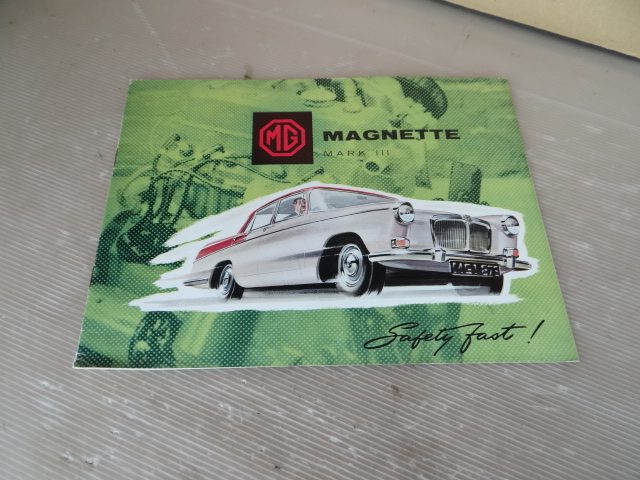 MG
MAGNETTE
MARK III
Safety fast!